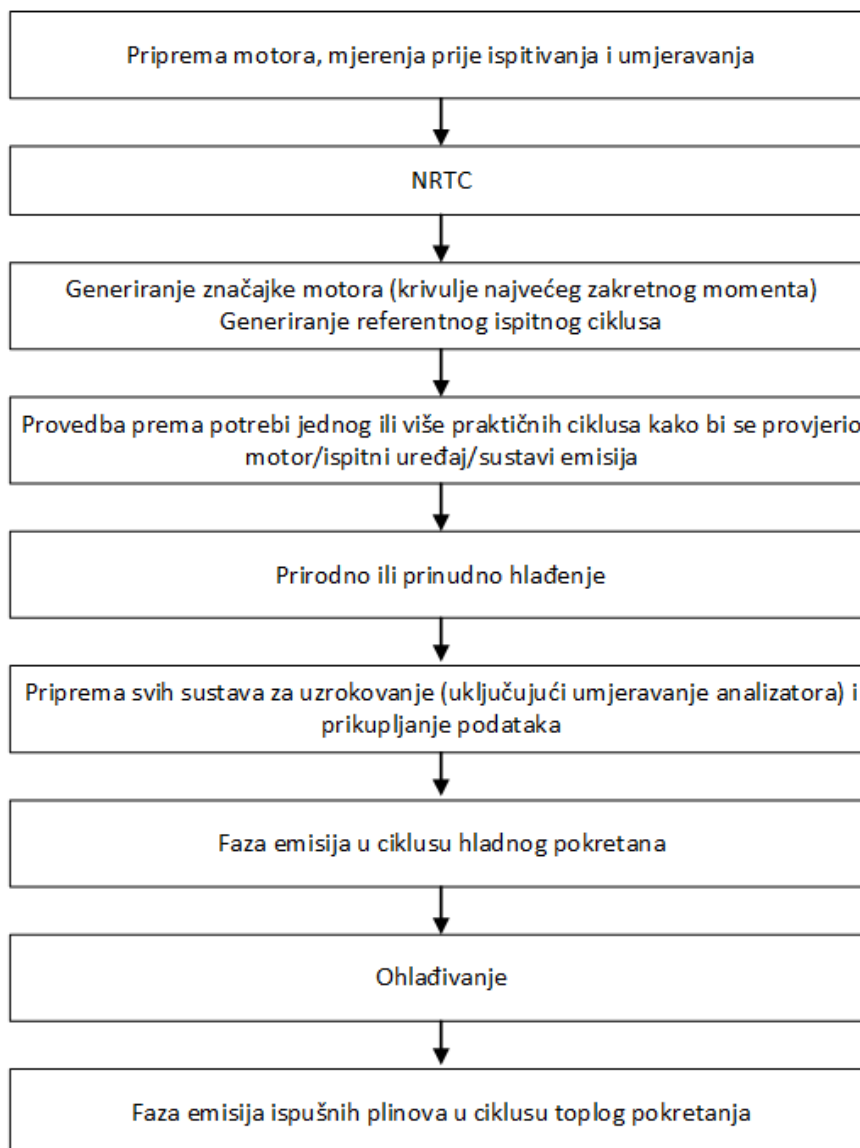 Priprema motora, mjerenja prije ispitivanja i umjeravanja
NRTC
Generiranje značajke motora (krivulje najvećeg zakretnog momenta)
Generiranje referentnog ispitnog ciklusa
Provedba prema potrebi jednog ili više praktičnih ciklusa kako bi se provjerio
motor/ispitni uređaj/sustavi emisija
Prirodno ili prinudno hlađenje
Priprema svih sustava za uzrokovanje (uključujući umjeravanje analizatora) i
prikupljanje podataka
Faza emisija u ciklusu hladnog pokretana
Ohlađivanje
Faza emisija ispušnih plinova u ciklusu toplog pokretanja